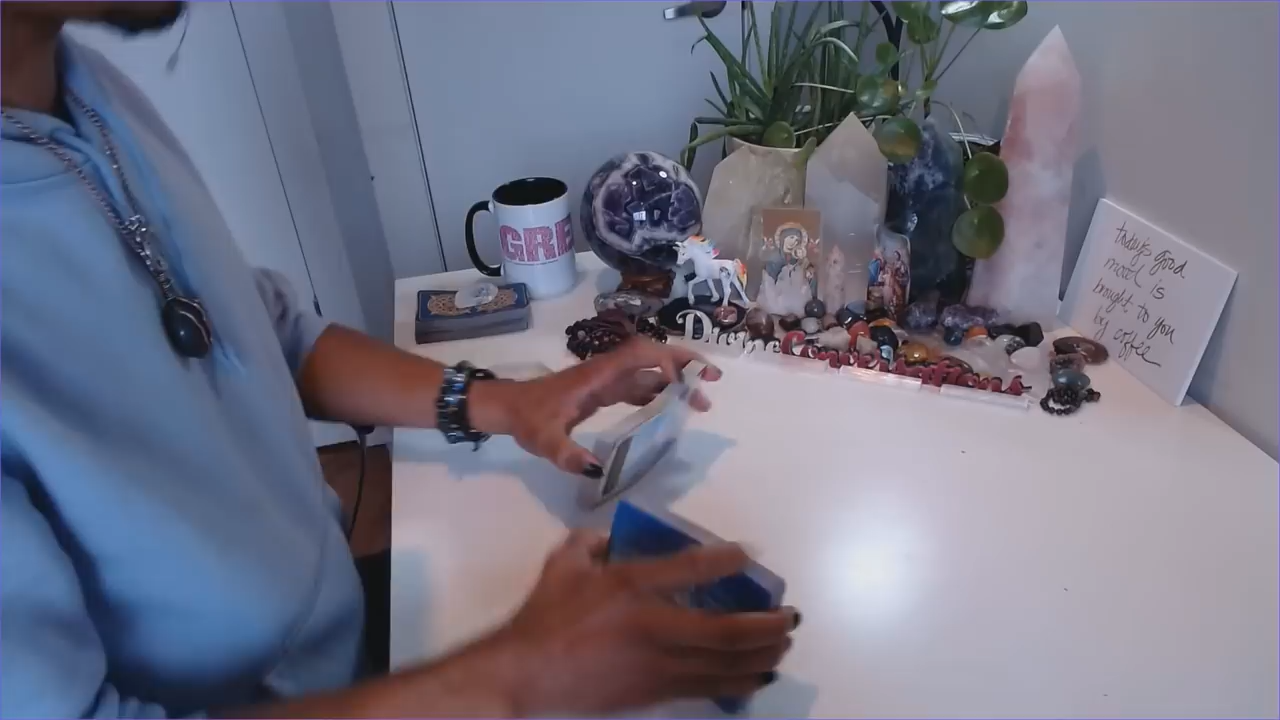 GRE
Divine Connections
today's good
mood is
brought to you
by coffee